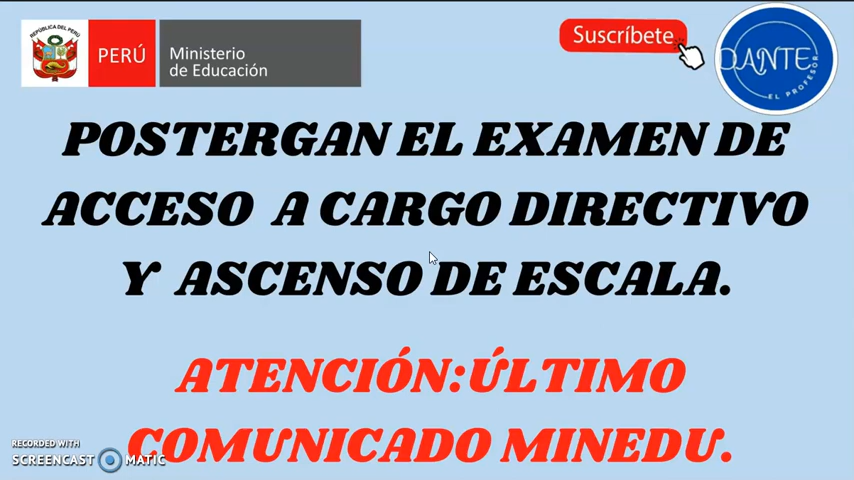 REPÚBLICA DEL PERÚ
PERÚ
Ministerio
de Educación
Suscríbete
DANTE
EL PROFESOR
POSTERGAN EL EXAMEN DE
ACCESO A CARGO DIRECTIVO
Y ASCENSO DE ESCALA.
ATENCIÓN:ÚLTIMO
COMUNICADO MINEDU.
RECORDED WITH
SCREENCAST MATIC